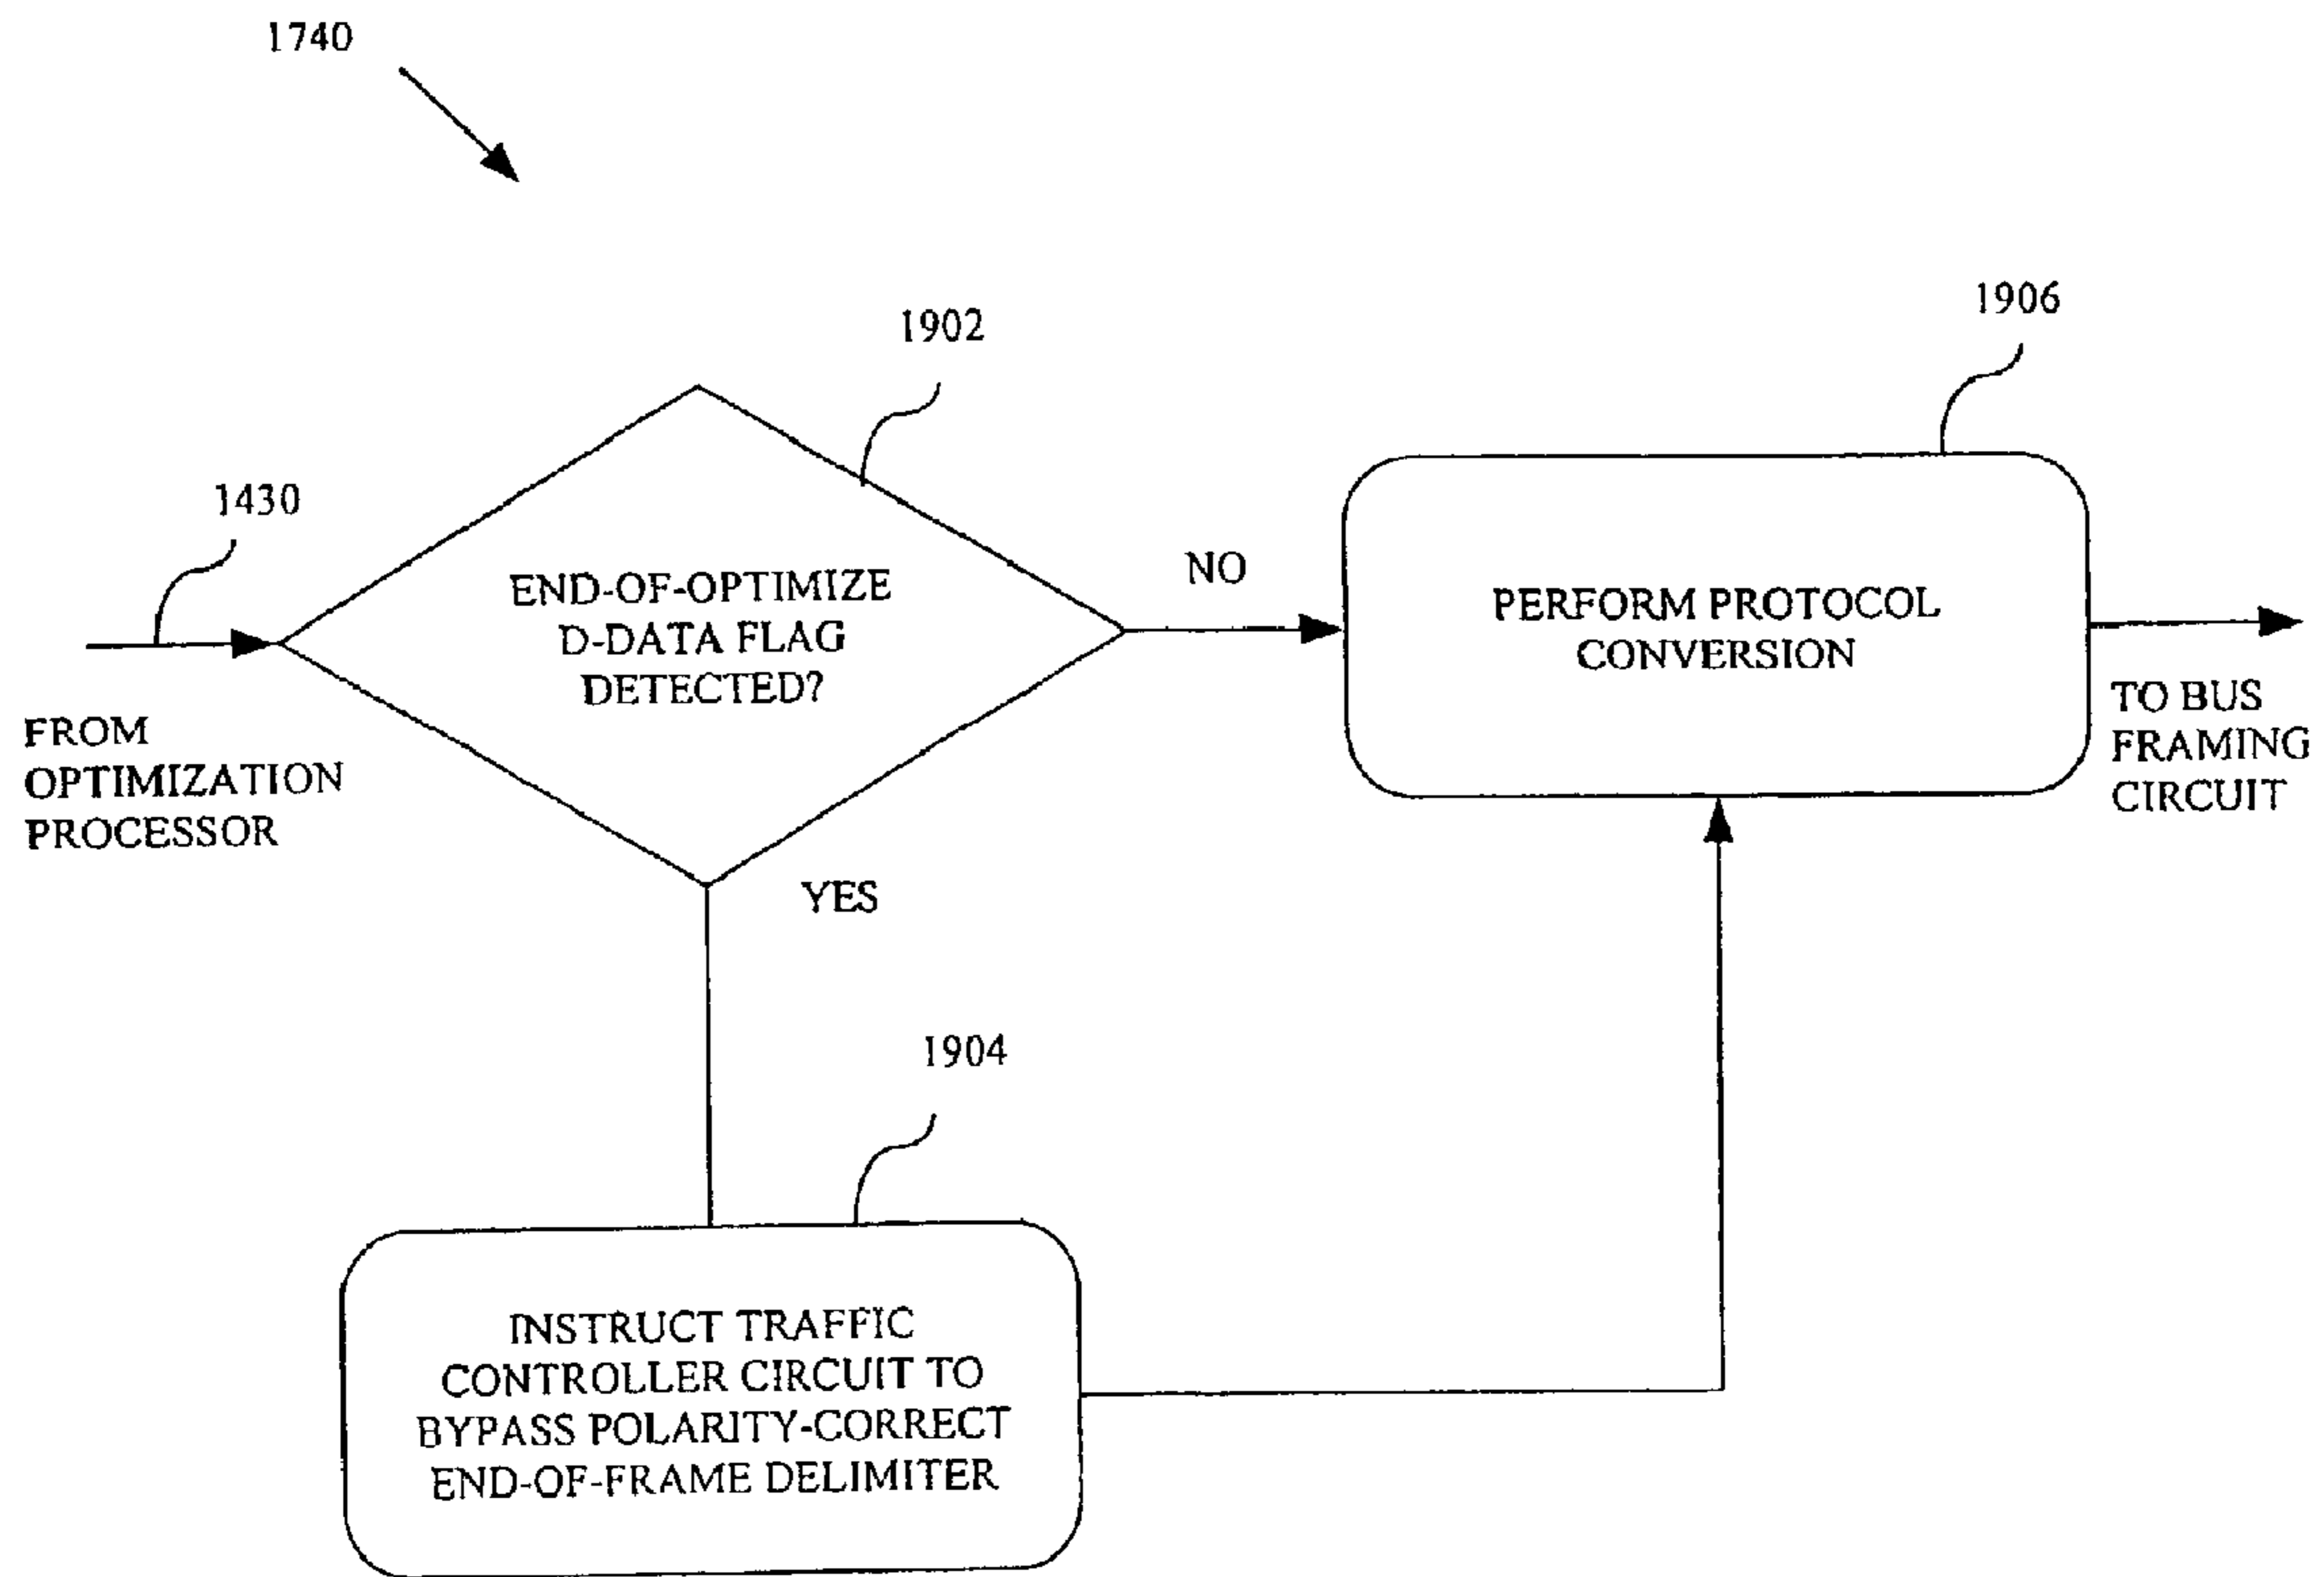 1740
1902
1906
1430
END-OF-OPTIMIZE
D-DATA FLAG
DETECTED?
NO
PERFORM PROTOCOL
CONVERSION
FROM
OPTIMIZATION
PROCESSOR
TO BUS
FRAMING
CIRCUIT
YES
1904
INSTRUCT TRAFFIC
CONTROLLER CIRCUIT TO
BYPASS POLARITY-CORRECT
END-OF-FRAME DELIMITER